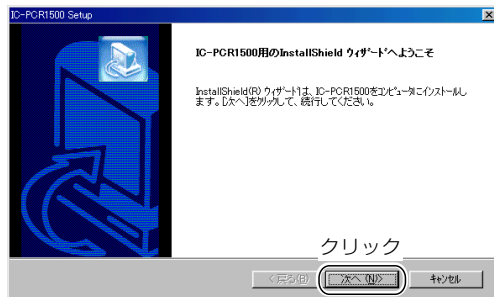 IC-PCR1500 Setup
IC-PCR1500用のInstallShield ウィザードへようこそ
InstallShield(R) ウィザードは、IC-PCR1500をコンピュータにインストールし
ます。[次へ]をクリックして、続行してください。
クリック
< 戻る(B)
次へ(N)>
キャンセル